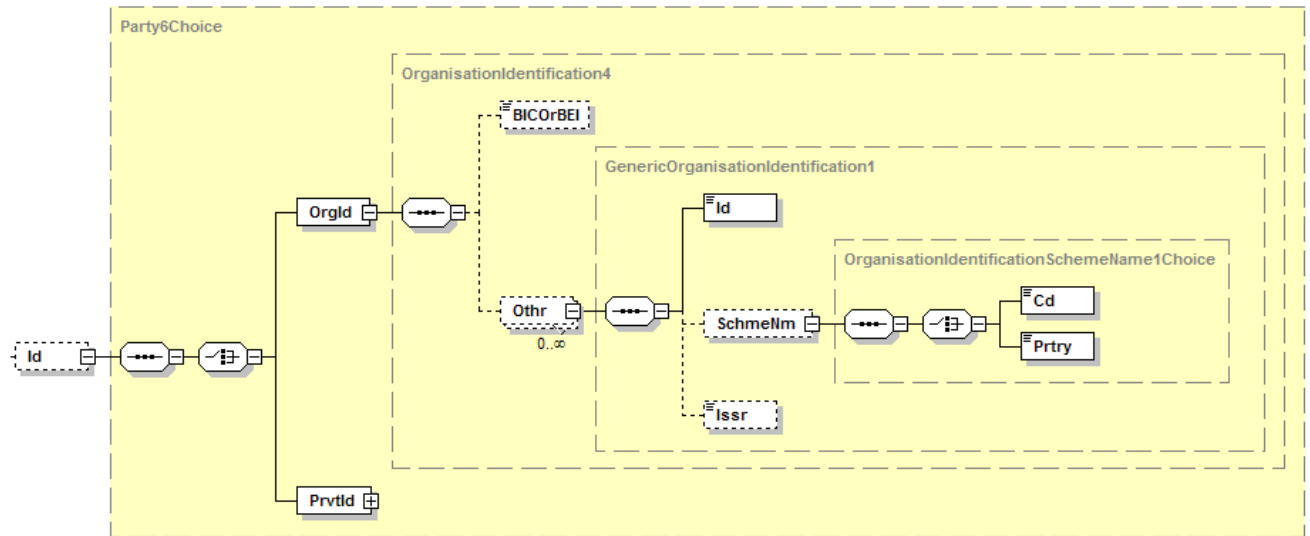 Party6Choice
OrganisationIdentification4
BICOrBEI
GenericOrganisationIdentification1
Id
OrgId
OrganisationIdentificationSchemeName1Choice
Cd
Othr
SchmeNm
0..∞
Prtry
Id
Issr
PrvtId